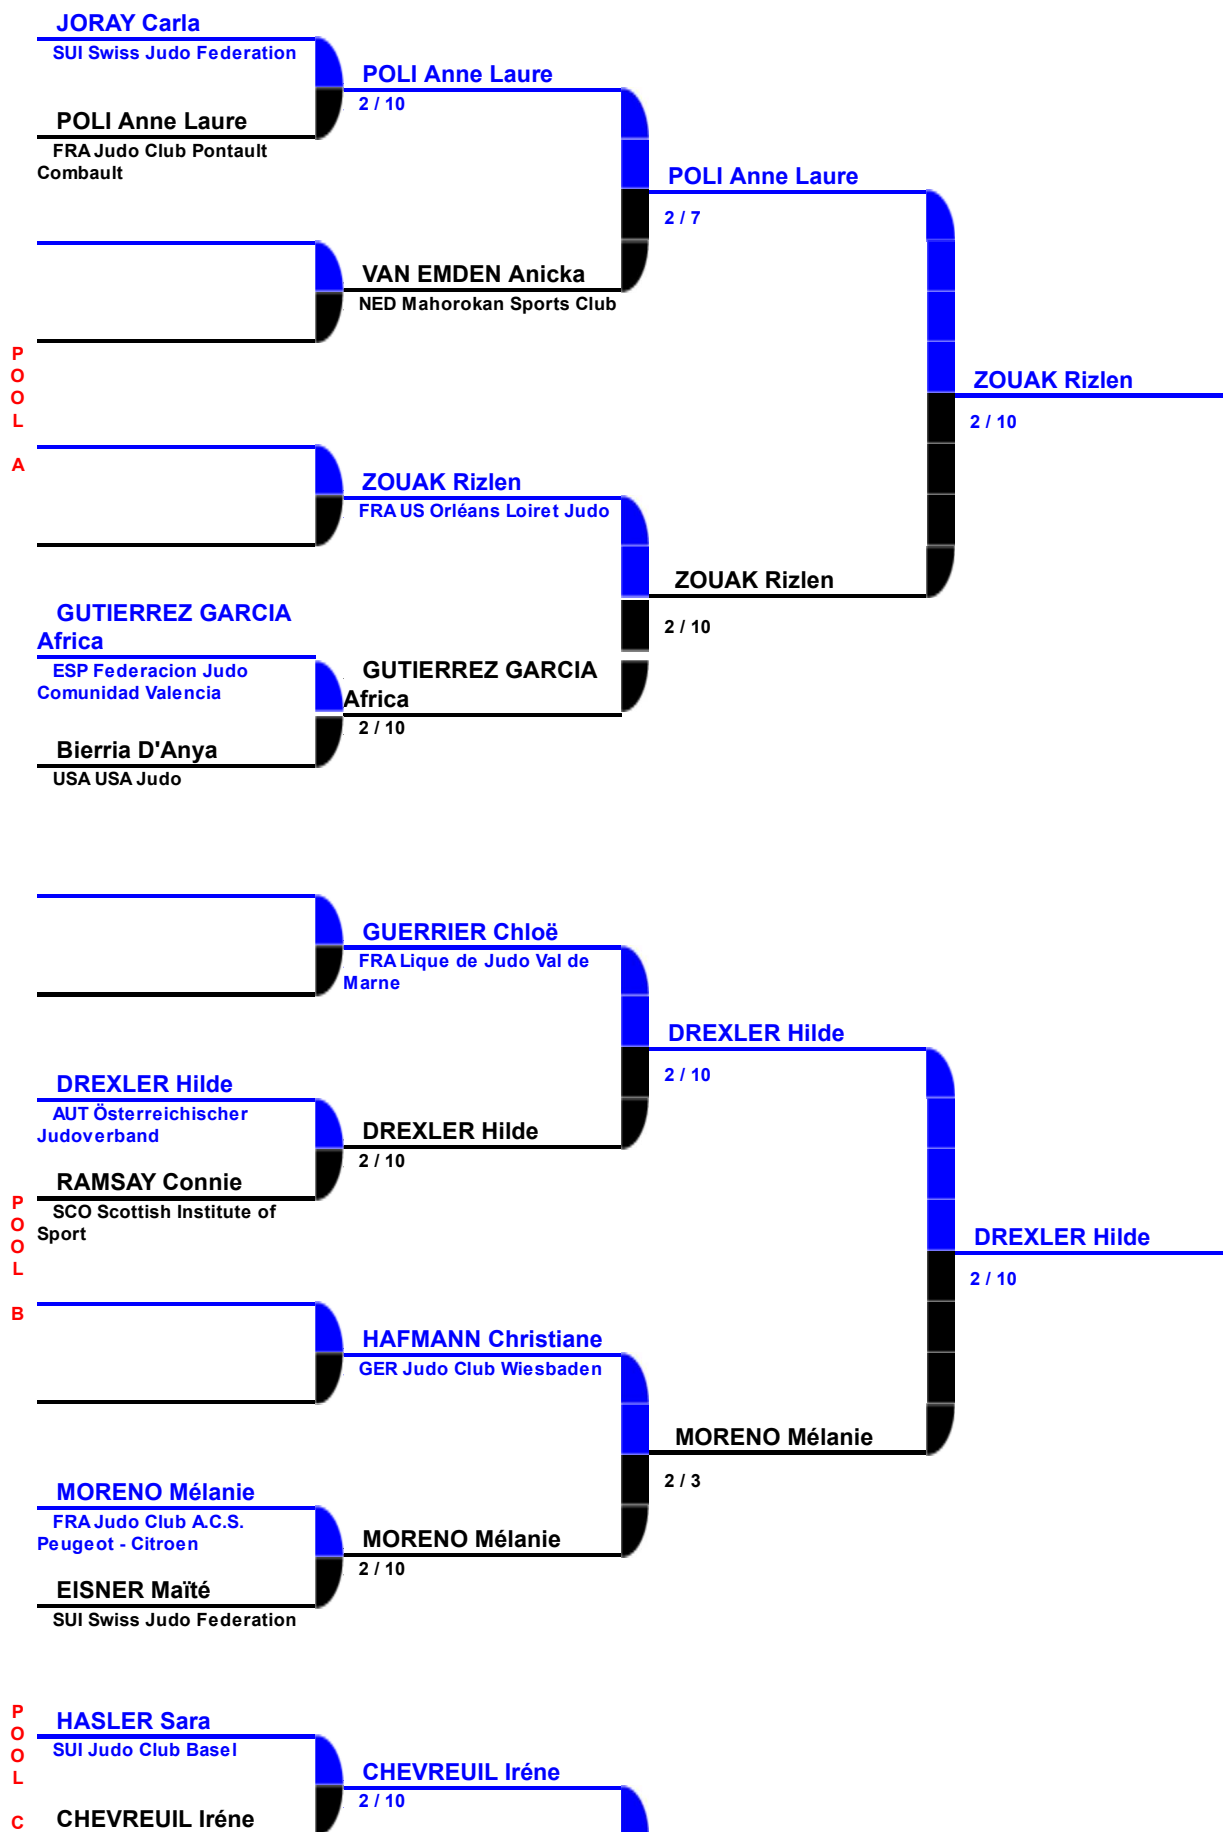 JORAY Carla
SUI Swiss Judo Federation
POLI Anne Laure
2 / 10
POLI Anne Laure
FRA Judo Club Pontault
Combault
POLI Anne Laure
2 / 7
VAN EMDEN Anicka
NED Mahorokan Sports Club
P
O
O
L
A
ZOUAK Rizlen
2 / 10
ZOUAK Rizlen
FRA US Orléans Loiret Judo
ZOUAK Rizlen
2 / 10
GUTIERREZ GARCIA
Africa
ESP Federacion Judo
Comunidad Valencia
GUTIERREZ GARCIA
Africa
2 / 10
Bierria D'Anya
USA USA Judo
GUERRIER Chloë
FRA Lique de Judo Val de
Marne
DREXLER Hilde
2 / 10
DREXLER Hilde
AUT Österreichischer
Judoverband
DREXLER Hilde
2 / 10
RAMSAY Connie
SCO Scottish Institute of
Sport
P
O
O
L
B
DREXLER Hilde
2 / 10
HAFMANN Christiane
GER Judo Club Wiesbaden
MORENO Mélanie
2 / 3
MORENO Mélanie
FRA Judo Club A.C.S.
Peugeot - Citroen
MORENO Mélanie
2 / 10
EISNER Maïté
SUI Swiss Judo Federation
P
O
O
L
C
HASLER Sara
SUI Judo Club Basel
CHEVREUIL Iréne
2 / 10
CHEVREUIL Iréne